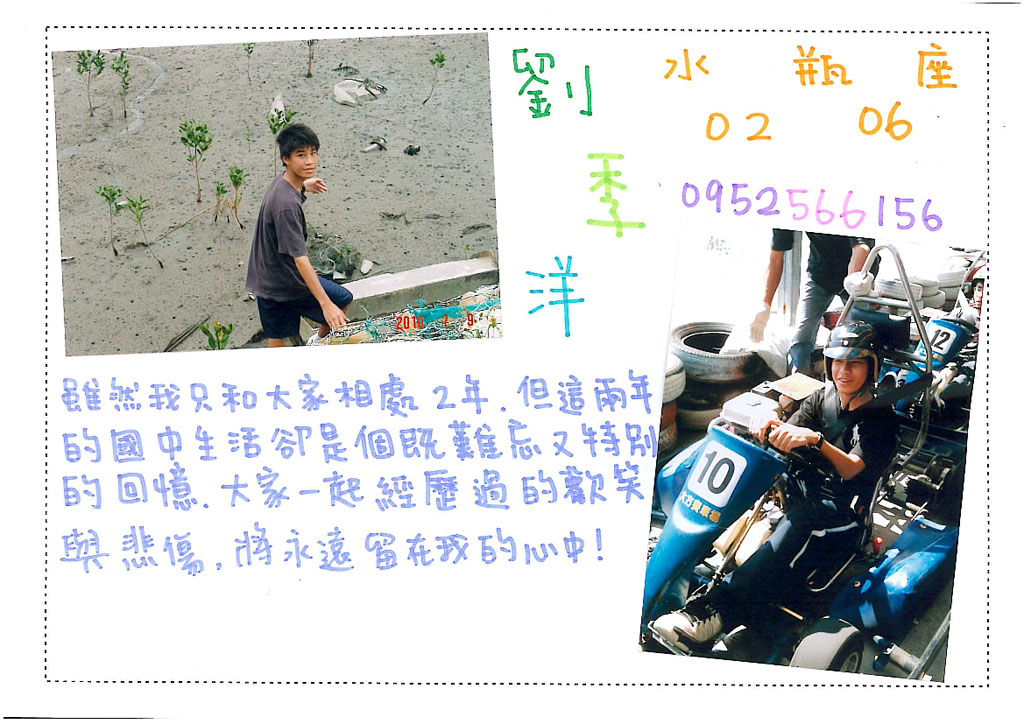 劉季洋
水瓶座
02 06
0952566156
2010 7 9
雖然我只和大家相處2年,但這兩年
的國中生活卻是個既難忘又特別
的回憶,大家一起經歷過的歡笑
與悲傷,將永遠留在我的心中!
10
12